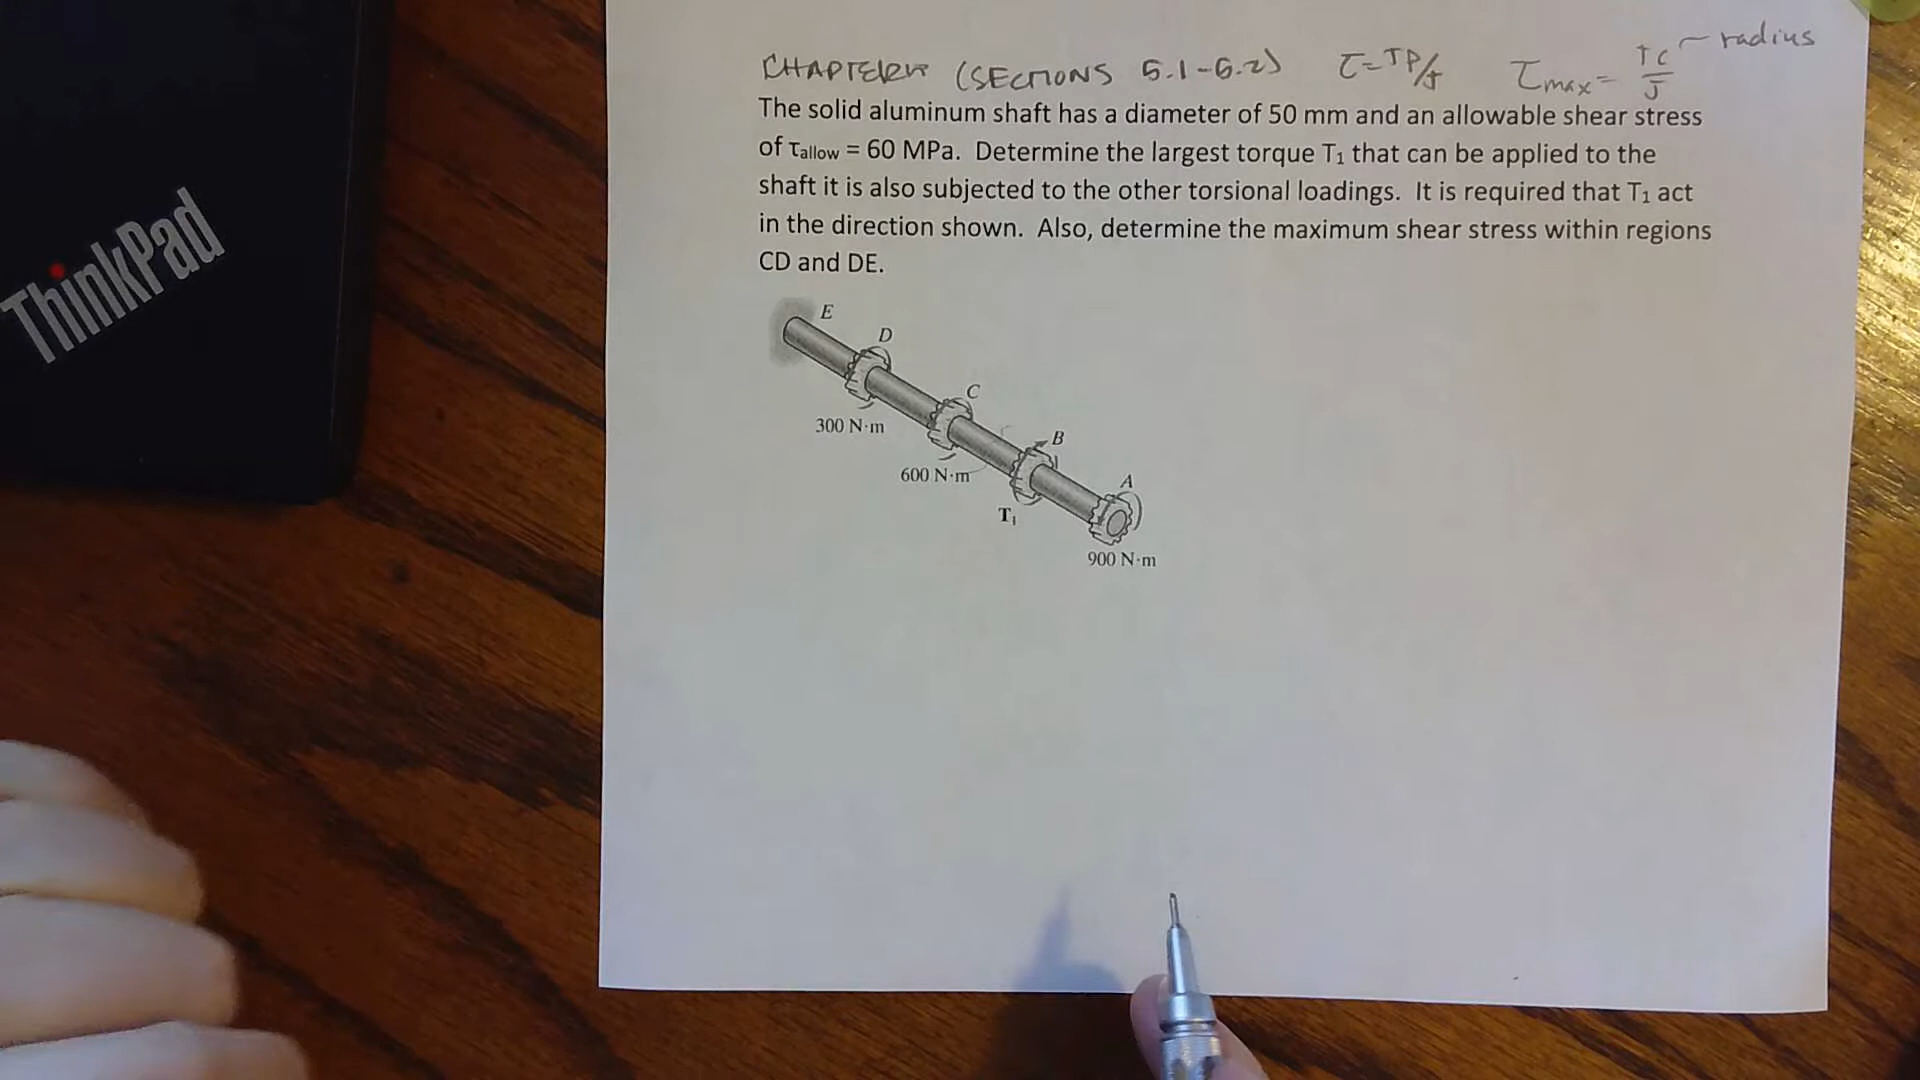 CHAPTER (SECTIONS 5.1-5.2) τ=TP/J τmax= Tc/J ~ radius
The solid aluminum shaft has a diameter of 50 mm and an allowable shear stress
of τallow = 60 MPa. Determine the largest torque T1 that can be applied to the
shaft it is also subjected to the other torsional loadings. It is required that T1 act
in the direction shown. Also, determine the maximum shear stress within regions
CD and DE.
E
D
C
300 N·m
B
600 N·m
A
T1
900 N·m
ThinkPad